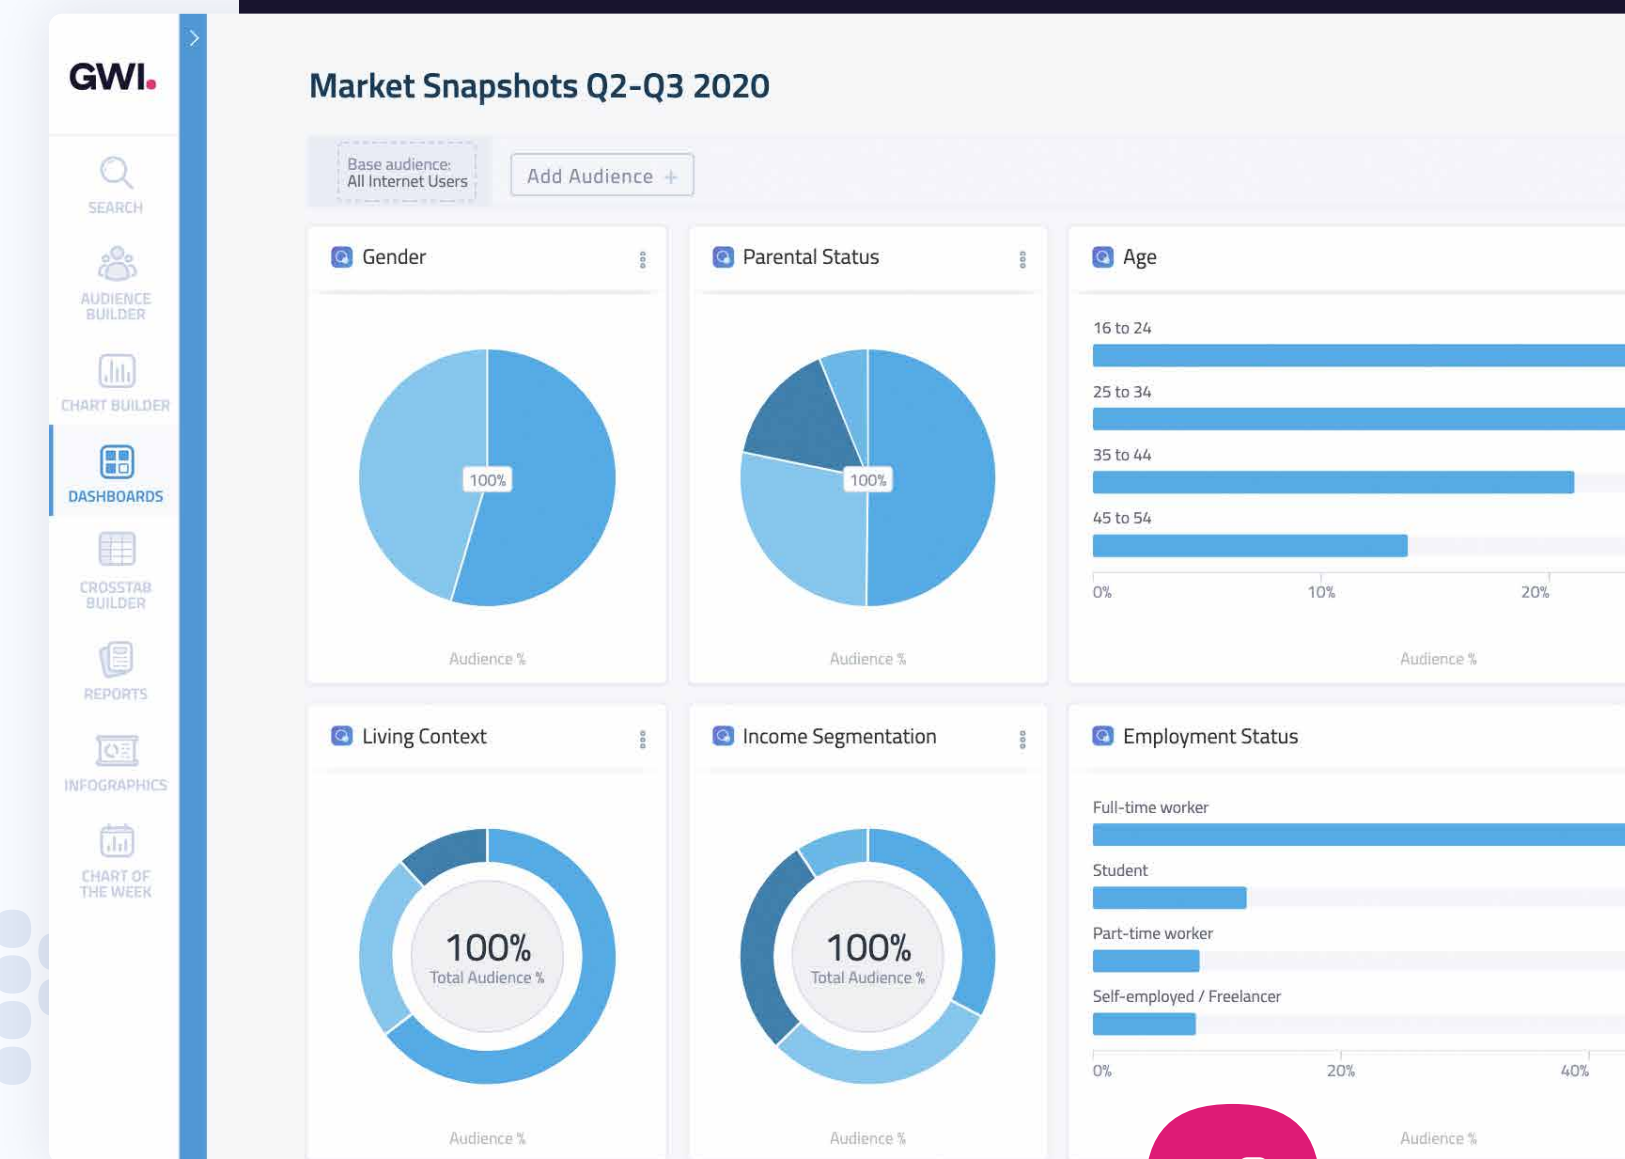 GWI.
SEARCH
AUDIENCE
BUILDER
CHART BUILDER
DASHBOARDS
CROSSTAB
BUILDER
REPORTS
INFOGRAPHICS
CHART OF
THE WEEK
Market Snapshots Q2-Q3 2020
Base audience:
All Internet Users
Add Audience +
Gender
100%
Audience %
Parental Status
100%
Audience %
Age
16 to 24
25 to 34
35 to 44
45 to 54
0% 10% 20%
Audience %
Living Context
100%
Total Audience %
Audience %
Income Segmentation
100%
Total Audience %
Audience %
Employment Status
Full-time worker
Student
Part-time worker
Self-employed / Freelancer
0% 20% 40%
Audience %